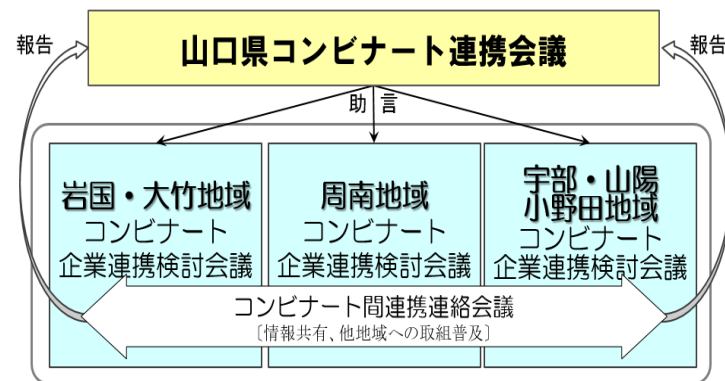 報告
山口県コンビナート連携会議
報告
助言
岩国・大竹地域
コンビナート
企業連携検討会議
周南地域
コンビナート
企業連携検討会議
宇部・山陽
小野田地域
コンビナート
企業連携検討会議
コンビナート間連携連絡会議
〔情報共有、他地域への取組普及〕